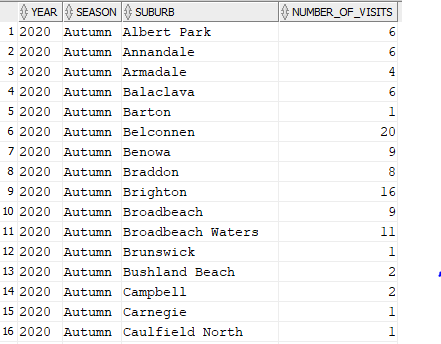 YEAR SEASON SUBURB NUMBER_OF_VISITS
1 2020 Autumn Albert Park 6
2 2020 Autumn Annandale 6
3 2020 Autumn Armadale 4
4 2020 Autumn Balaclava 6
5 2020 Autumn Barton 1
6 2020 Autumn Belconnen 20
7 2020 Autumn Benowa 9
8 2020 Autumn Braddon 8
9 2020 Autumn Brighton 16
10 2020 Autumn Broadbeach 9
11 2020 Autumn Broadbeach Waters 11
12 2020 Autumn Brunswick 1
13 2020 Autumn Bushland Beach 2
14 2020 Autumn Campbell 2
15 2020 Autumn Carnegie 1
16 2020 Autumn Caulfield North 1